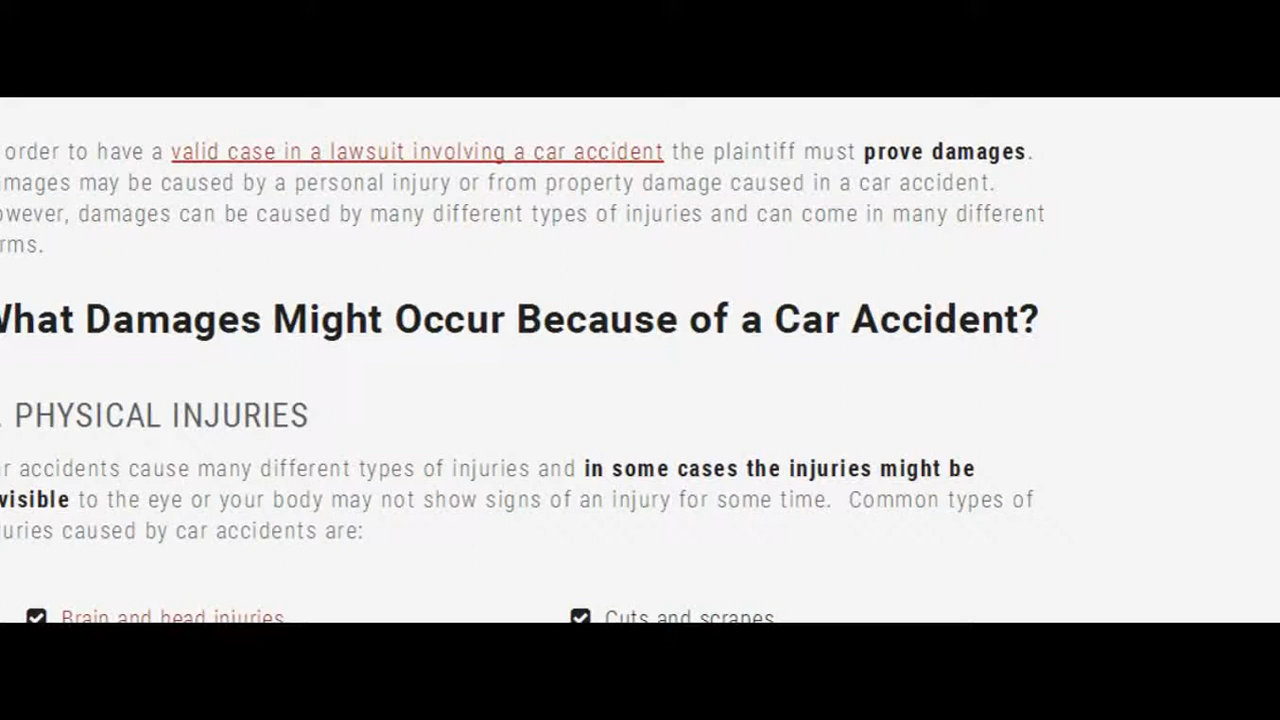 order to have a valid case in a lawsuit involving a car accident the plaintiff must prove damages.
mages may be caused by a personal injury or from property damage caused in a car accident.
owever, damages can be caused by many different types of injuries and can come in many different
rms.
What Damages Might Occur Because of a Car Accident?
. PHYSICAL INJURIES
r accidents cause many different types of injuries and in some cases the injuries might be
visible to the eye or your body may not show signs of an injury for some time. Common types of
uries caused by car accidents are:
Brain and head injuries
Cuts and scrapes